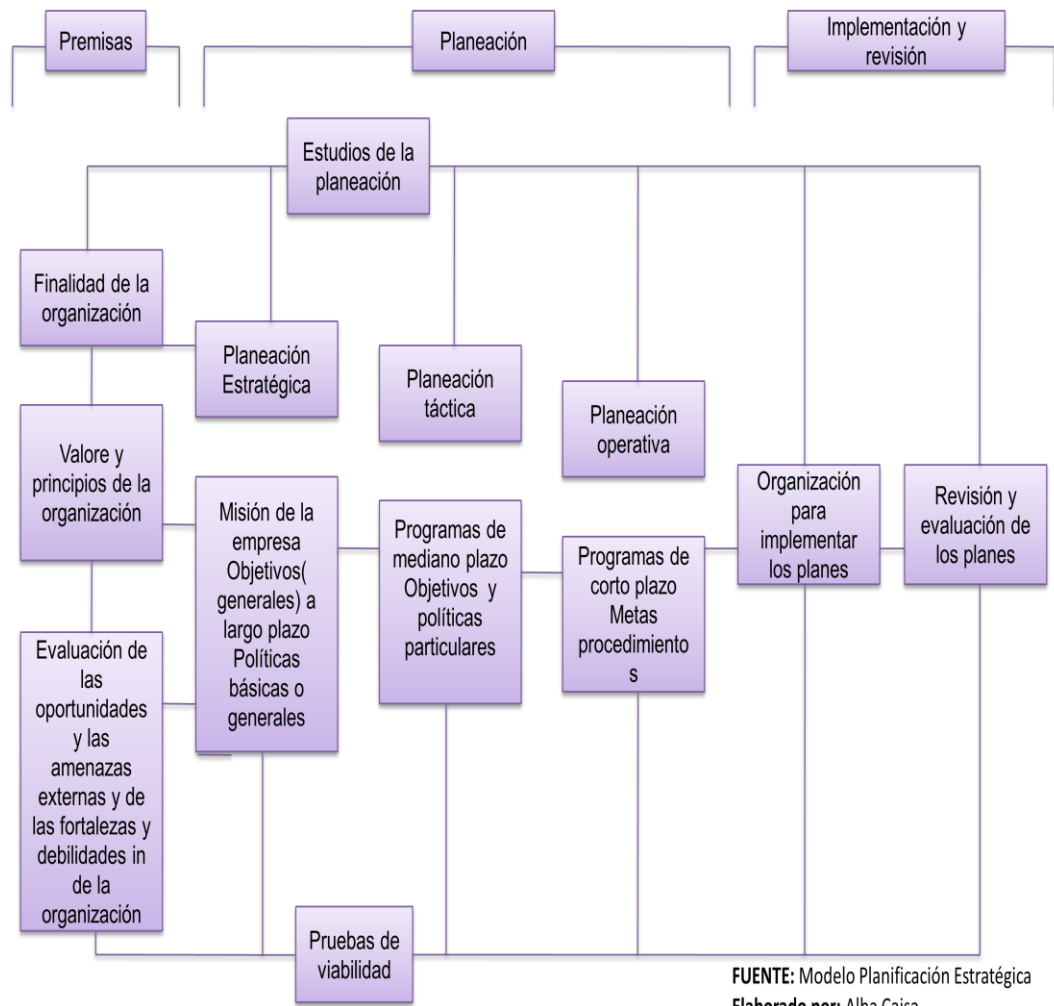 Premisas
Planeación
Implementación y
revisión
Estudios de la
planeación
Finalidad de la
organización
Planeación
Estratégica
Planeación
táctica
Planeación
operativa
Valore y
principios de la
organización
Misión de la
empresa
Objetivos(
generales) a
largo plazo
Políticas
básicas o
generales
Programas de
mediano plazo
Objetivos y
políticas
particulares
Programas de
corto plazo
Metas
procedimiento
s
Organización
para
implementar
los planes
Revisión y
evaluación de
los planes
Evaluación de
las
oportunidades
y las
amenazas
externas y de
las fortalezas y
debilidades in
de la
organización
Pruebas de
viabilidad
FUENTE: Modelo Planificación Estratégica
Elaborado por: Alba Caisa